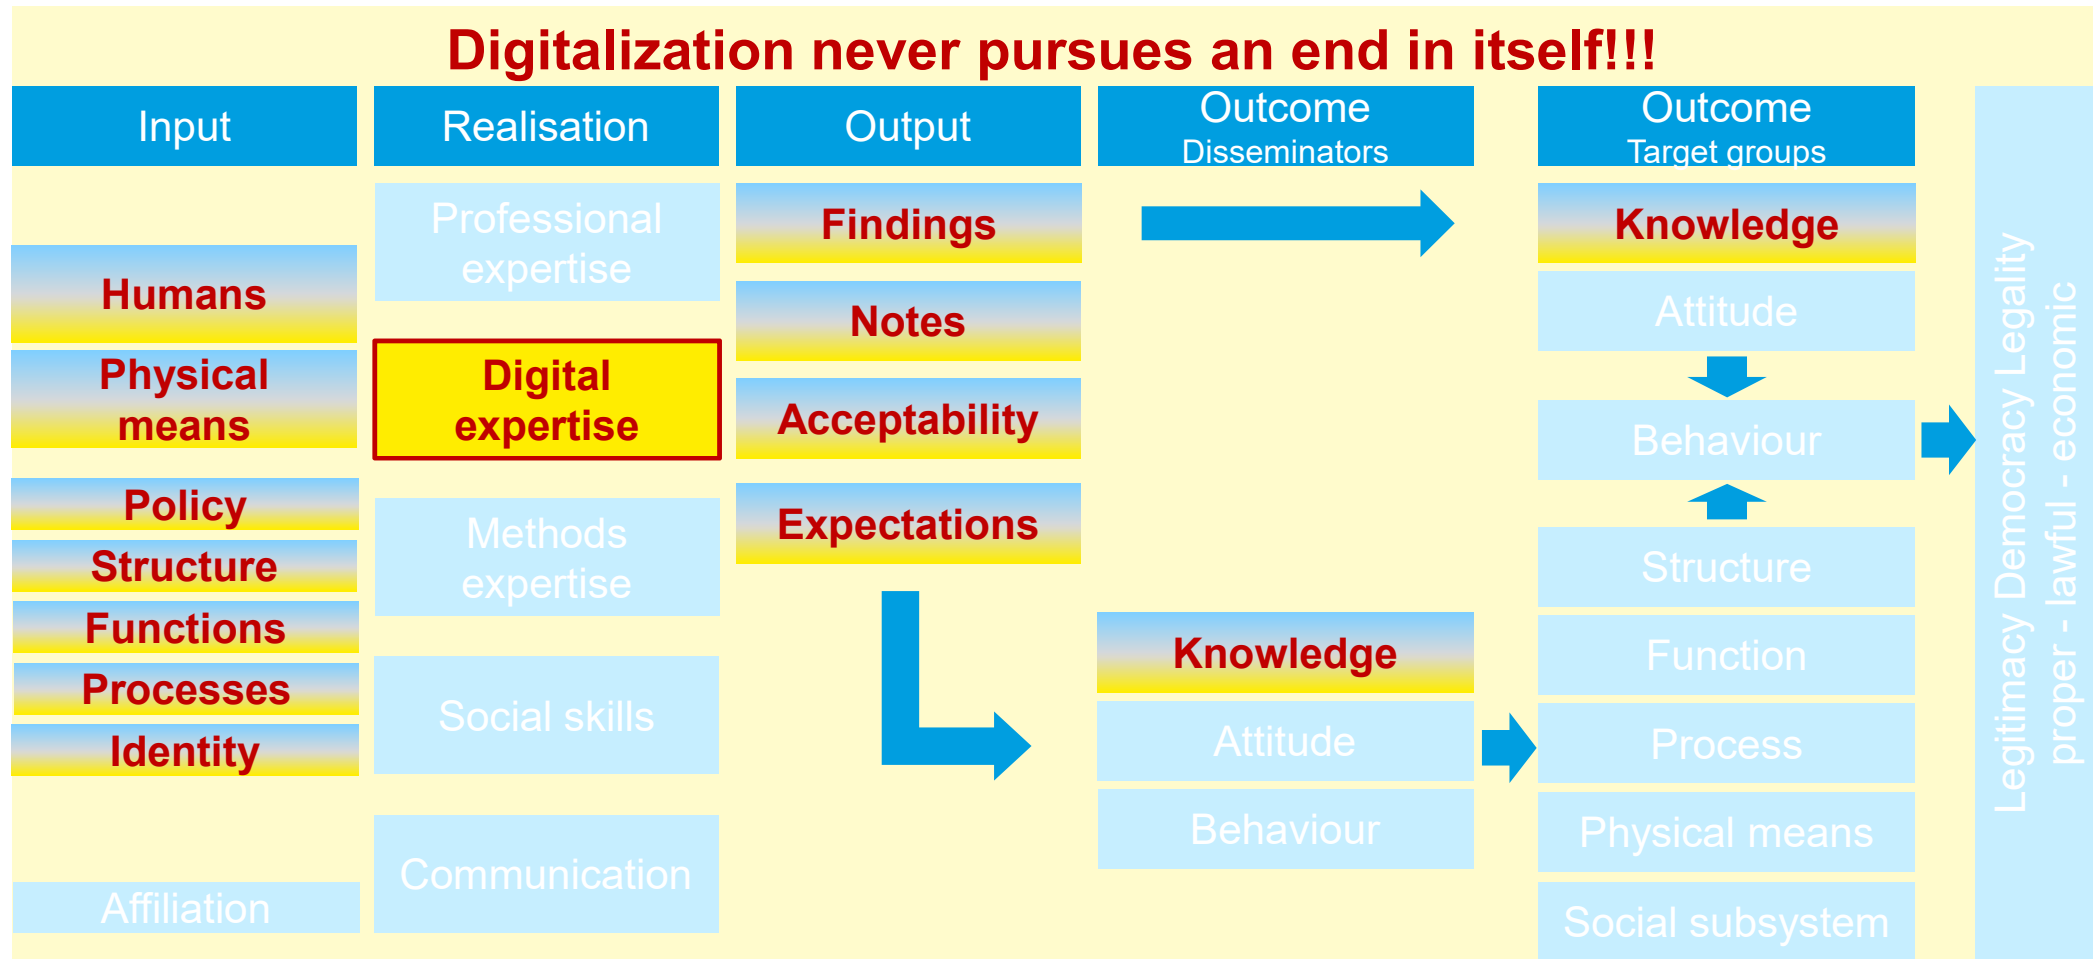 Digitalization never pursues an end in itself!!!
Input
Realisation
Output
Outcome
Disseminators
Outcome
Target groups
Humans
Physical
means
Policy
Structure
Functions
Processes
Identity
Affiliation
Professional
expertise
Digital
expertise
Methods
expertise
Social skills
Communication
Findings
Notes
Acceptability
Expectations
Knowledge
Attitude
Behaviour
Knowledge
Attitude
Behaviour
Structure
Function
Process
Physical means
Social subsystem
Legitimacy Democracy Legality
proper - lawful - economic